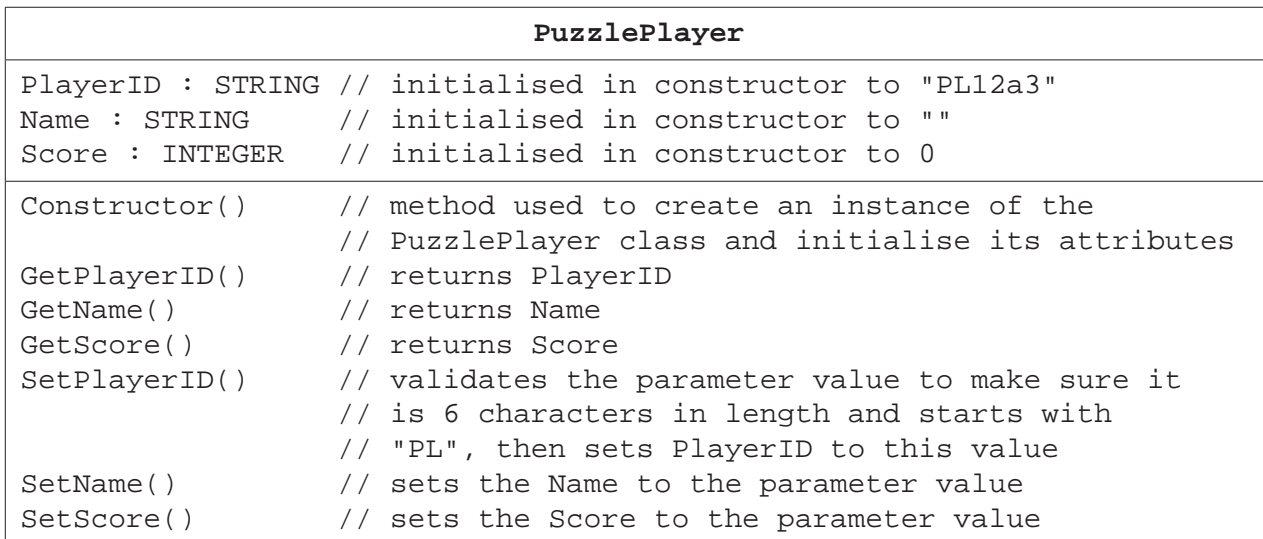 PuzzlePlayer
PlayerID : STRING // initialised in constructor to "PL12a3"
Name : STRING // initialised in constructor to ""
Score : INTEGER // initialised in constructor to 0
Constructor() // method used to create an instance of the
// PuzzlePlayer class and initialise its attributes
GetPlayerID() // returns PlayerID
GetName() // returns Name
GetScore() // returns Score
SetPlayerID() // validates the parameter value to make sure it
// is 6 characters in length and starts with
// "PL", then sets PlayerID to this value
SetName() // sets the Name to the parameter value
SetScore() // sets the Score to the parameter value